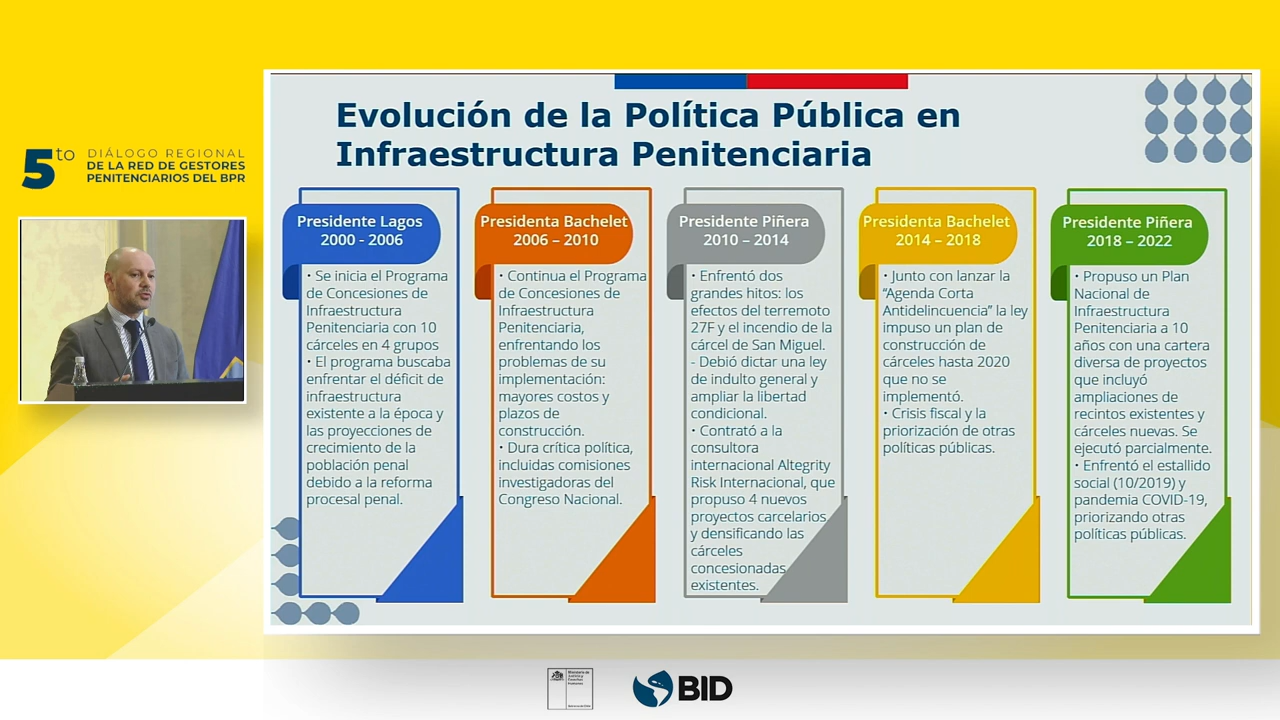 5to
DIÁLOGO REGIONAL
DE LA RED DE GESTORES
PENITENCIARIOS DEL BPR
Evolución de la Política Pública en
Infraestructura Penitenciaria
Presidente Lagos
2000 - 2006
• Se inicia el Programa
de Concesiones de
Infraestructura
Penitenciaria con 10
cárceles en 4 grupos
• El programa buscaba
enfrentar el déficit de
infraestructura
existente a la época y
las proyecciones de
crecimiento de la
población penal
debido a la reforma
procesal penal.
Presidenta Bachelet
2006 – 2010
• Continua el Programa
de Concesiones de
Infraestructura
Penitenciaria,
enfrentando los
problemas de su
implementación:
mayores costos y
plazos de
construcción.
• Dura crítica política,
incluidas comisiones
investigadoras del
Congreso Nacional.
Presidente Piñera
2010 – 2014
• Enfrentó dos
grandes hitos: los
efectos del terremoto
27F y el incendio de la
cárcel de San Miguel.
- Debió dictar una ley
de indulto general y
ampliar la libertad
condicional.
• Contrató a la
consultora
internacional Altegrity
Risk Internacional, que
propuso 4 nuevos
proyectos carcelarios
y densificando las
cárceles
concesionadas
existentes.
Presidenta Bachelet
2014 – 2018
• Junto con lanzar la
“Agenda Corta
Antidelincuencia” la ley
impuso un plan de
construcción de
cárceles hasta 2020
que no se
implementó.
• Crisis fiscal y la
priorización de otras
políticas públicas.
Presidente Piñera
2018 – 2022
• Propuso un Plan
Nacional de
Infraestructura
Penitenciaria a 10
años con una cartera
diversa de proyectos
que incluyó
ampliaciones de
recintos existentes y
cárceles nuevas. Se
ejecutó parcialmente.
• Enfrentó el estallido
social (10/2019) y
pandemia COVID-19,
priorizando otras
políticas públicas.
Ministerio de
Justicia y
Derechos
Humanos
BID